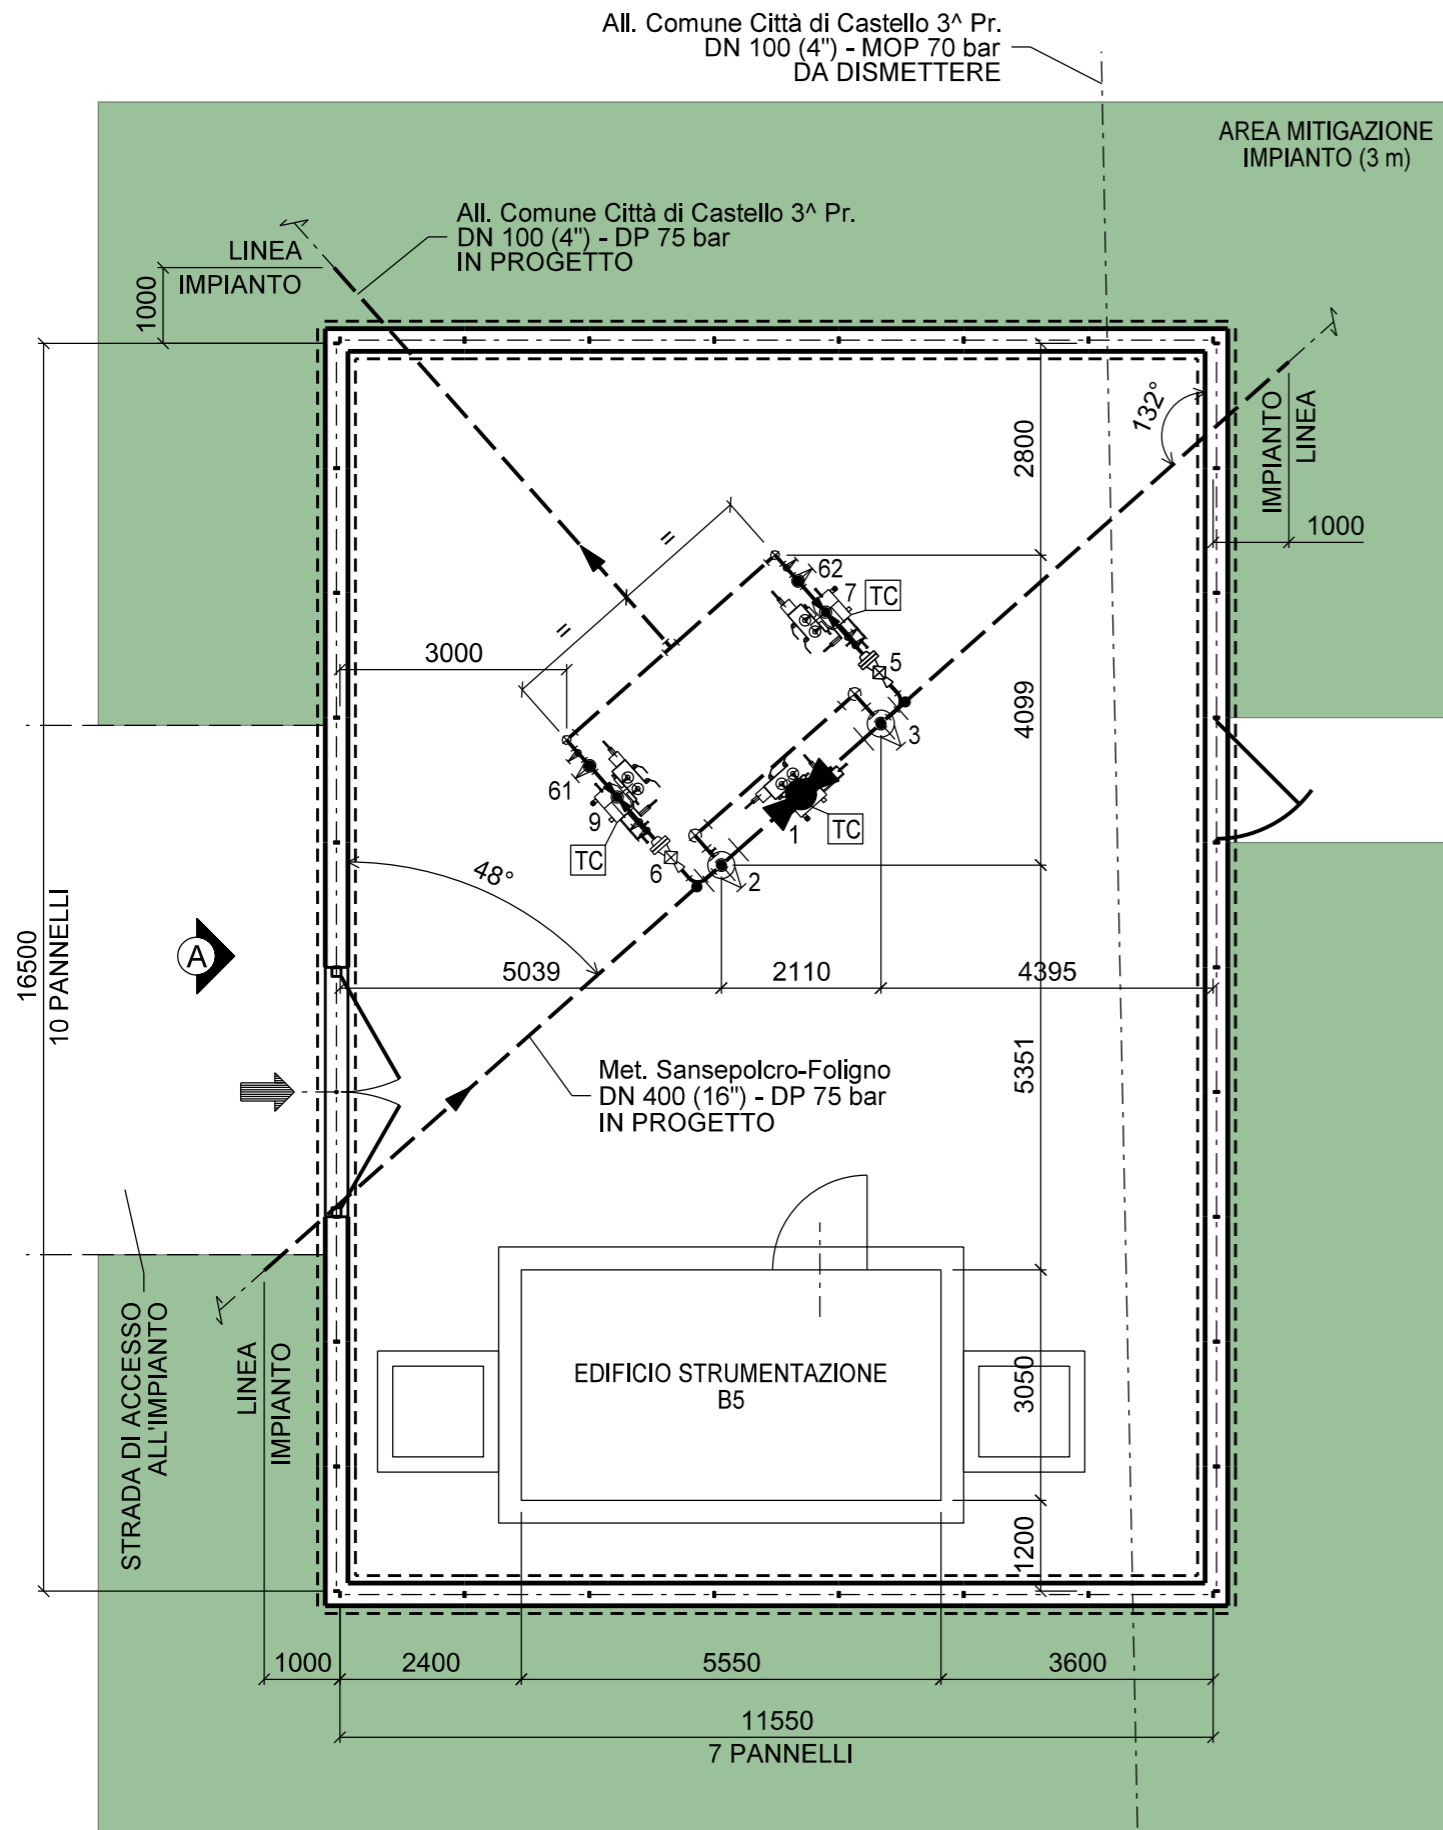 All. Comune Città di Castello 3^ Pr.
DN 100 (4") - MOP 70 bar
DA DISMETTERE
AREA MITIGAZIONE
IMPIANTO (3 m)
All. Comune Città di Castello 3^ Pr.
DN 100 (4") - DP 75 bar
IN PROGETTO
LINEA
IMPIANTO
1000
132°
IMPIANTO
LINEA
1000
2800
=
=
62
7
TC
5
3000
3
4099
61
9
TC
6
1
TC
2
48°
16500
10 PANNELLI
A
5039
2110
4395
5351
Met. Sansepolcro-Foligno
DN 400 (16") - DP 75 bar
IN PROGETTO
STRADA DI ACCESSO
ALL'IMPIANTO
LINEA
IMPIANTO
EDIFICIO STRUMENTAZIONE
B5
3050
1200
1000
2400
5550
3600
11550
7 PANNELLI